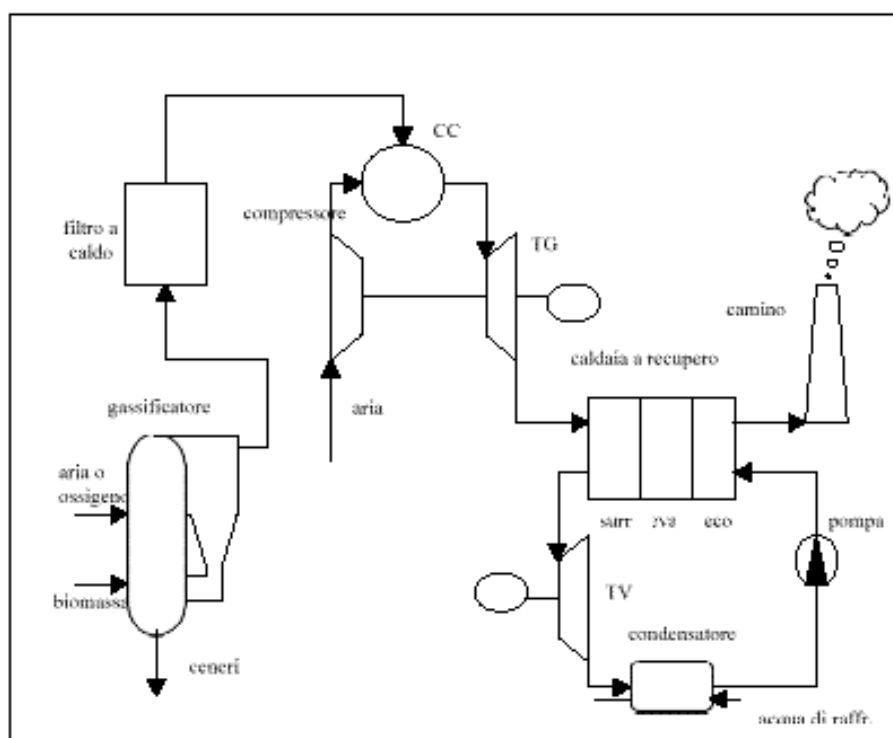 CC
compressore
filtro a
caldo
TG
camino
caldaia a recupero
gassificatore
aria
aria o
ossigeno
surr
eva
eco
pompa
biomassa
TV
condensatore
ceneri
acqua di raffr.